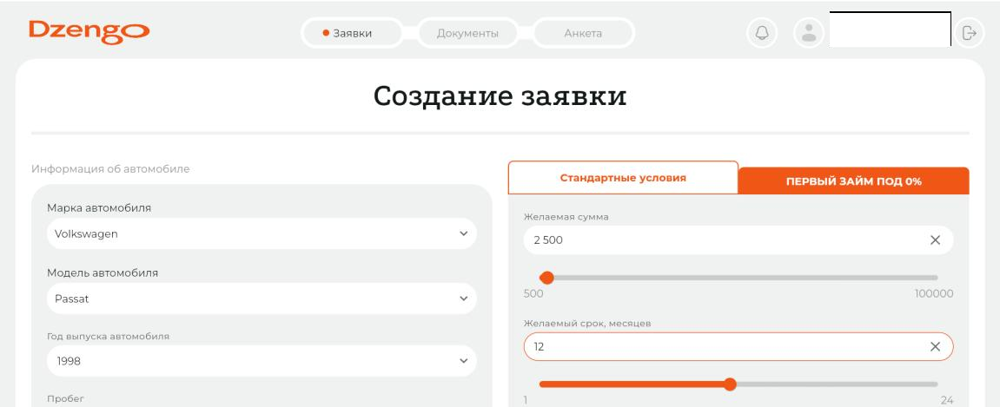 Dzengo
Заявки
Документы
Анкета
Создание заявки
Информация об автомобиле
Марка автомобиля
Volkswagen
Модель автомобиля
Passat
Год выпуска автомобиля
1998
Пробег
Стандартные условия
ПЕРВЫЙ ЗАЙМ ПОД 0%
Желаемая сумма
2 500
500
100000
Желаемый срок, месяцев
12
1
24